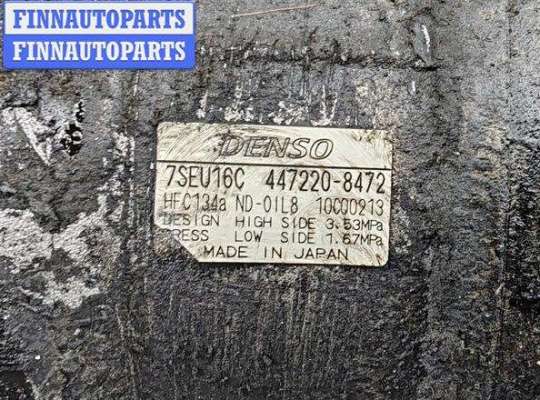 FINNAUTOPARTS
FINNAUTOPARTS
DENSO
7SEU16C 447220-8472
HFC134a ND-OIL8 10C00213
DESIGN HIGH SIDE 3.53MPa
PRESS LOW SIDE 1.67MPa
MADE IN JAPAN